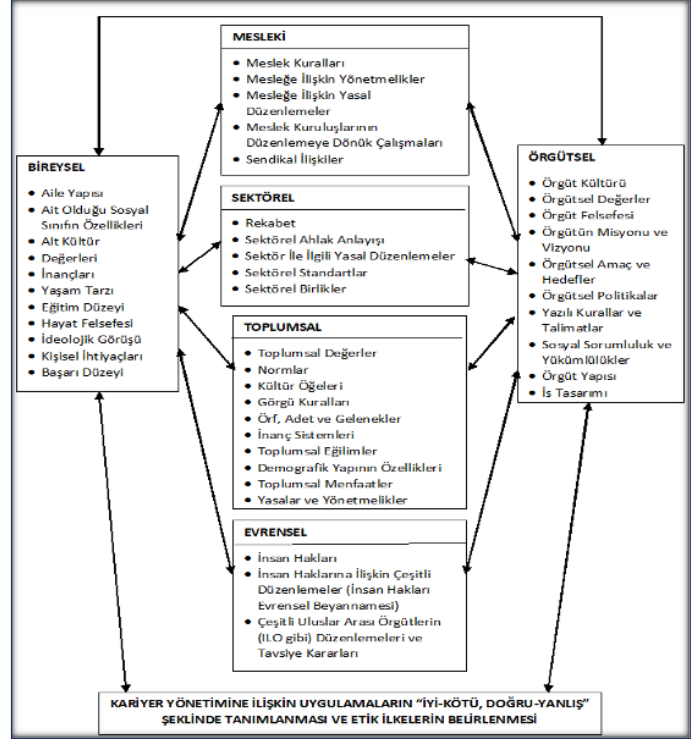 MESLEKİ
• Meslek Kuralları
• Mesleğe İlişkin Yönetmelikler
• Mesleğe İlişkin Yasal
Düzenlemeler
• Meslek Kuruluşlarının
Düzenlemeye Dönük Çalışmaları
• Sendikal İlişkiler
BİREYSEL
• Aile Yapısı
• Ait Olduğu Sosyal
Sınıfın Özellikleri
• Alt Kültür
• Değerleri
• İnançları
• Yaşam Tarzı
• Eğitim Düzeyi
• Hayat Felsefesi
• İdeolojik Görüşü
• Kişisel İhtiyaçları
• Başarı Düzeyi
SEKTÖREL
• Rekabet
• Sektörel Ahlak Anlayışı
• Sektör İle İlgili Yasal Düzenlemeler
• Sektörel Standartlar
• Sektörel Birlikler
TOPLUMSAL
• Toplumsal Değerler
• Normlar
• Kültür Öğeleri
• Görgü Kuralları
• Örf, Adet ve Gelenekler
• İnanç Sistemleri
• Toplumsal Eğilimler
• Demografik Yapının Özellikleri
• Toplumsal Menfaatler
• Yasalar ve Yönetmelikler
EVRENSEL
• İnsan Hakları
• İnsan Haklarına İlişkin Çeşitli
Düzenlemeler (İnsan Hakları
Evrensel Beyannamesi)
• Çeşitli Uluslar Arası Örgütlerin
(ILO gibi) Düzenlemeleri ve
Tavsiye Kararları
ÖRGÜTSEL
• Örgüt Kültürü
• Örgütsel Değerler
• Örgüt Felsefesi
• Örgütün Misyonu ve
Vizyonu
• Örgütsel Amaç ve
Hedefler
• Örgütsel Politikalar
• Yazılı Kurallar ve
Talimatlar
• Sosyal Sorumluluk ve
Yükümlülükler
• Örgüt Yapısı
• İş Tasarımı
KARİYER YÖNETİMİNE İLİŞKİN UYGULAMALARIN “İYİ-KÖTÜ, DOĞRU-YANLIŞ”
ŞEKLİNDE TANIMLANMASI VE ETİK İLKELERİN BELİRLENMESİ